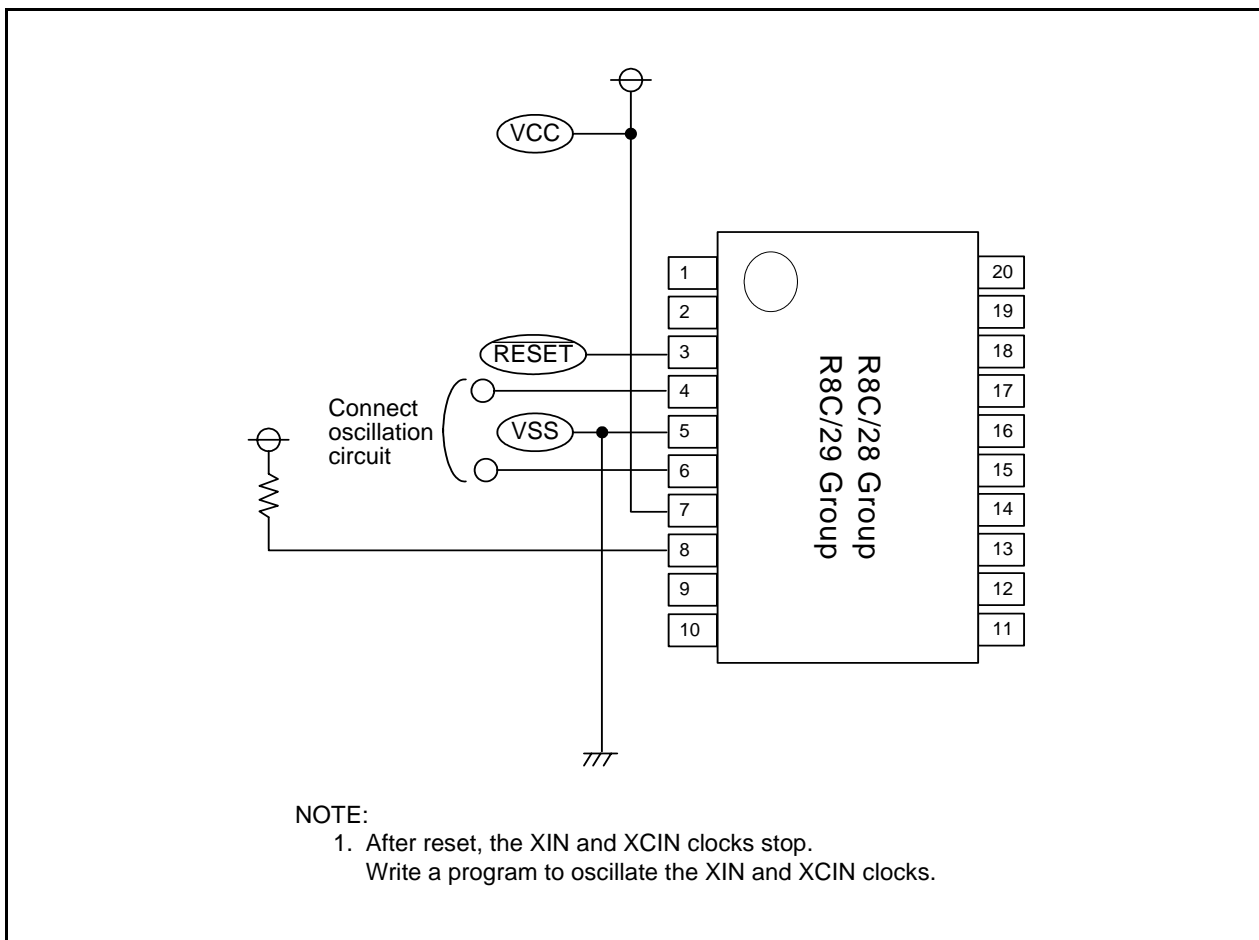 VCC
1
20
2
19
RESET
3
18
4
17
Connect
oscillation
circuit
VSS
5
16
6
15
7
14
8
13
9
12
10
11
R8C/28 Group
R8C/29 Group
NOTE:
1. After reset, the XIN and XCIN clocks stop.
Write a program to oscillate the XIN and XCIN clocks.